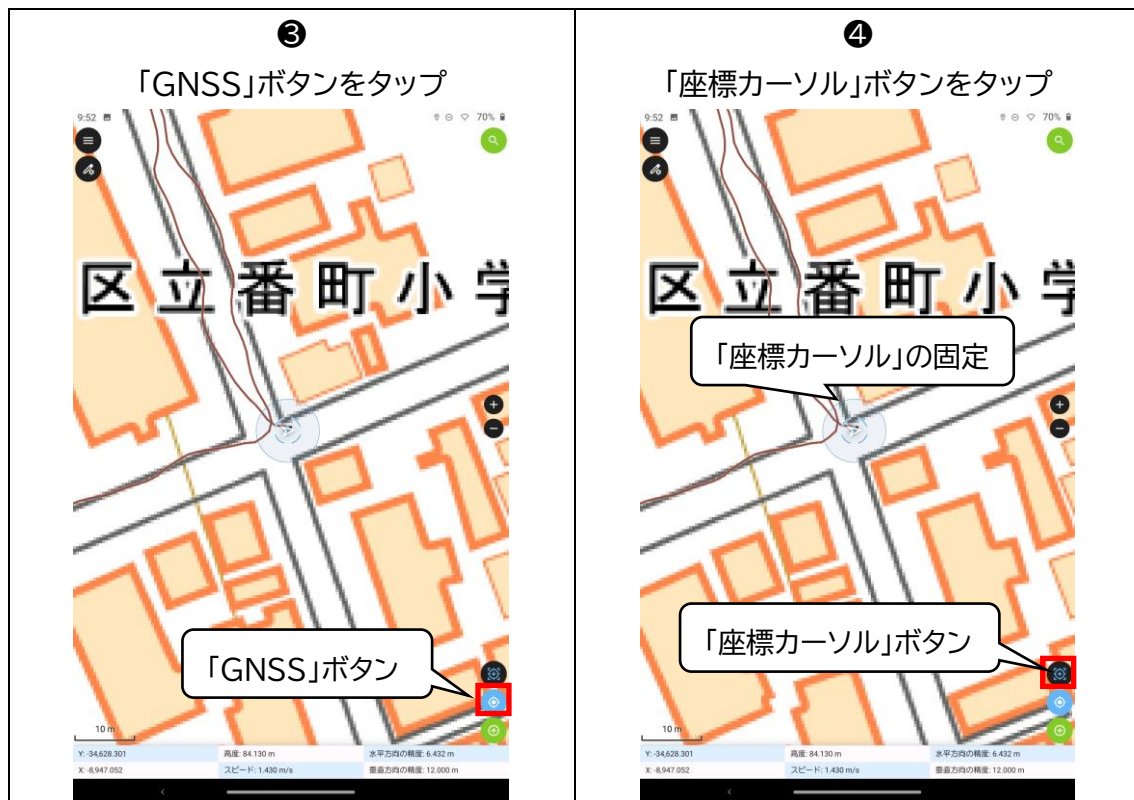 ❸
「GNSS」ボタンをタップ
9:52
70%
区立番町小学
「GNSS」ボタン
10 m
Y: -34,628.301
高度: 84.130 m
水平方向の精度: 6.432 m
X: -8,947.052
スピード: 1.430 m/s
垂直方向の精度: 12.000 m
❹
「座標カーソル」ボタンをタップ
9:52
70%
区立番町小学
「座標カーソル」の固定
「座標カーソル」ボタン
10 m
Y: -34,628.301
高度: 84.130 m
水平方向の精度: 6.432 m
X: -8,947.052
スピード: 1.430 m/s
垂直方向の精度: 12.000 m